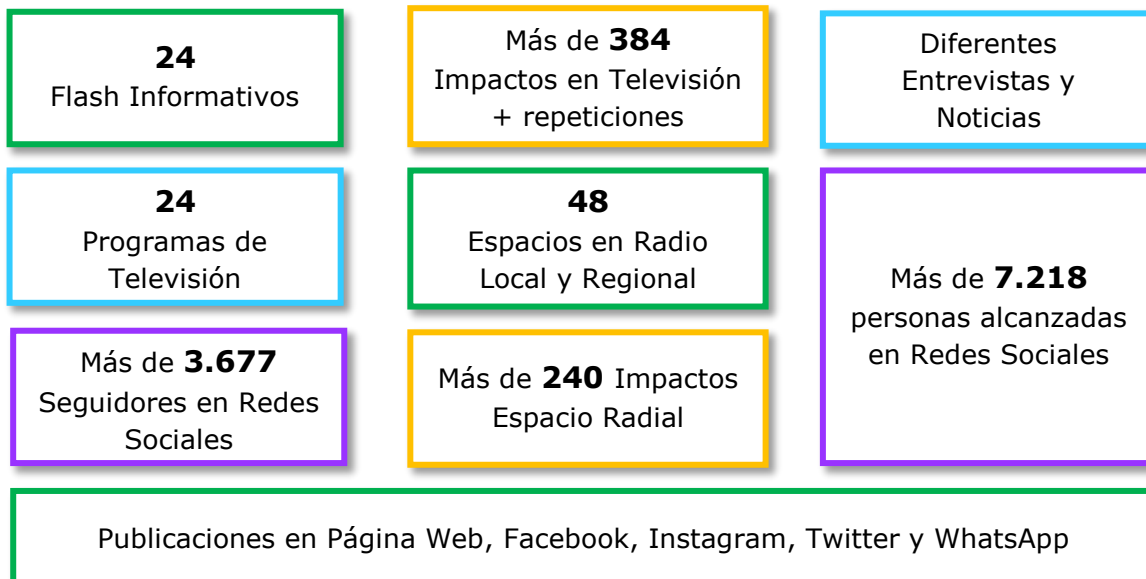 24
Flash Informativos
Más de 384
Impactos en Televisión
+ repeticiones
Diferentes
Entrevistas y
Noticias
24
Programas de
Televisión
48
Espacios en Radio
Local y Regional
Más de 7.218
personas alcanzadas
en Redes Sociales
Más de 3.677
Seguidores en Redes
Sociales
Más de 240 Impactos
Espacio Radial
Publicaciones en Página Web, Facebook, Instagram, Twitter y WhatsApp